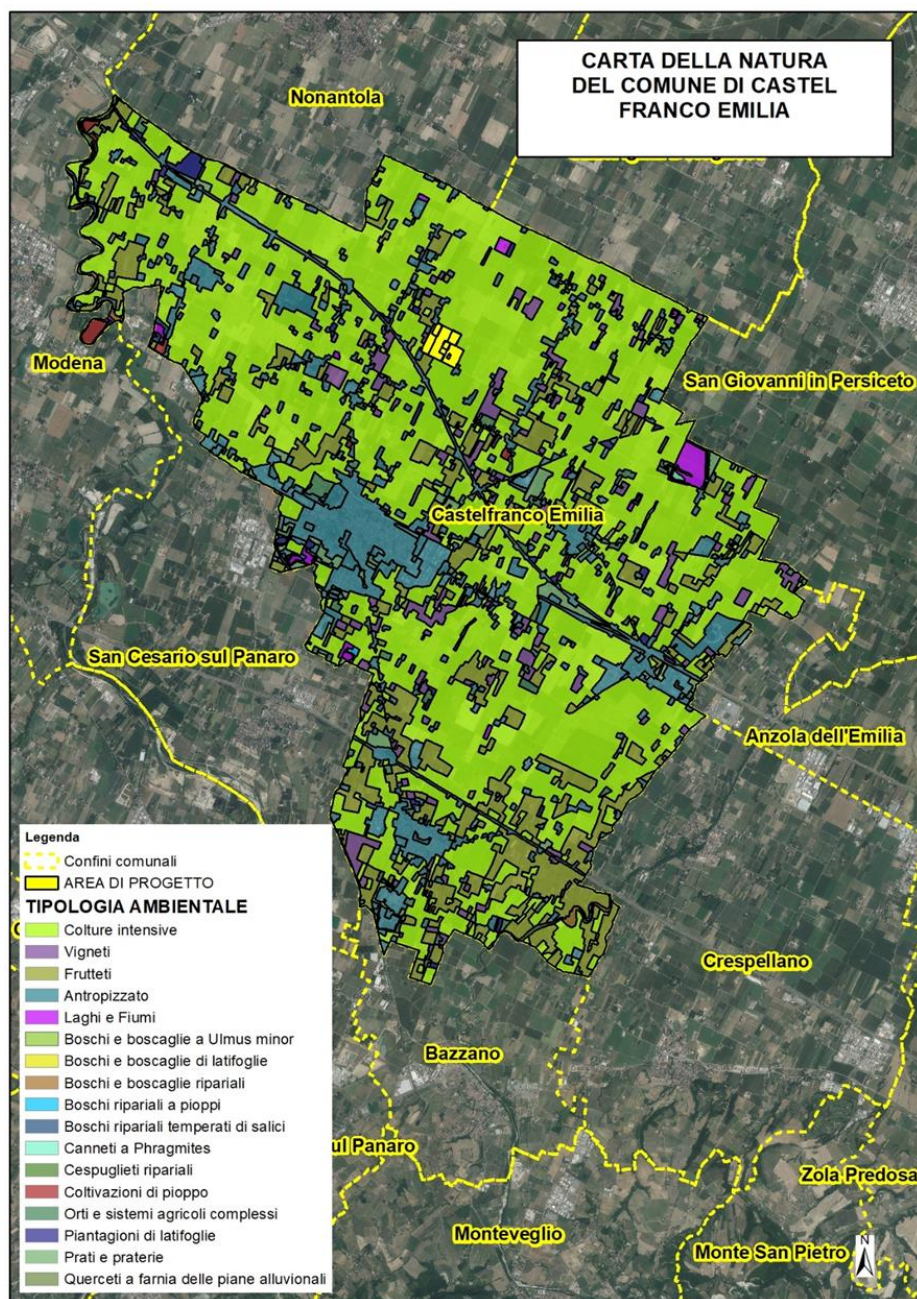 CARTA DELLA NATURA
DEL COMUNE DI CASTEL
FRANCO EMILIA
Nonantola
Modena
San Giovanni in Persiceto
Castelfranco Emilia
San Cesario sul Panaro
Anzola dell'Emilia
Legenda
Confini comunali
AREA DI PROGETTO
TIPOLOGIA AMBIENTALE
Colture intensive
Vigneti
Frutteti
Antropizzato
Laghi e Fiumi
Boschi e boscaglie a Ulmus minor
Boschi e boscaglie di latifoglie
Boschi e boscaglie ripariali
Boschi ripariali a pioppi
Boschi ripariali temperati di salici
Canneti a Phragmites
Cespuglieti ripariali
Coltivazioni di pioppo
Orti e sistemi agricoli complessi
Piantagioni di latifoglie
Prati e praterie
Querceti a farnia delle piane alluvionali
Crespellano
Bazzano
ul Panaro
Zola Predosa
Monteveglio
Monte San Pietro
N